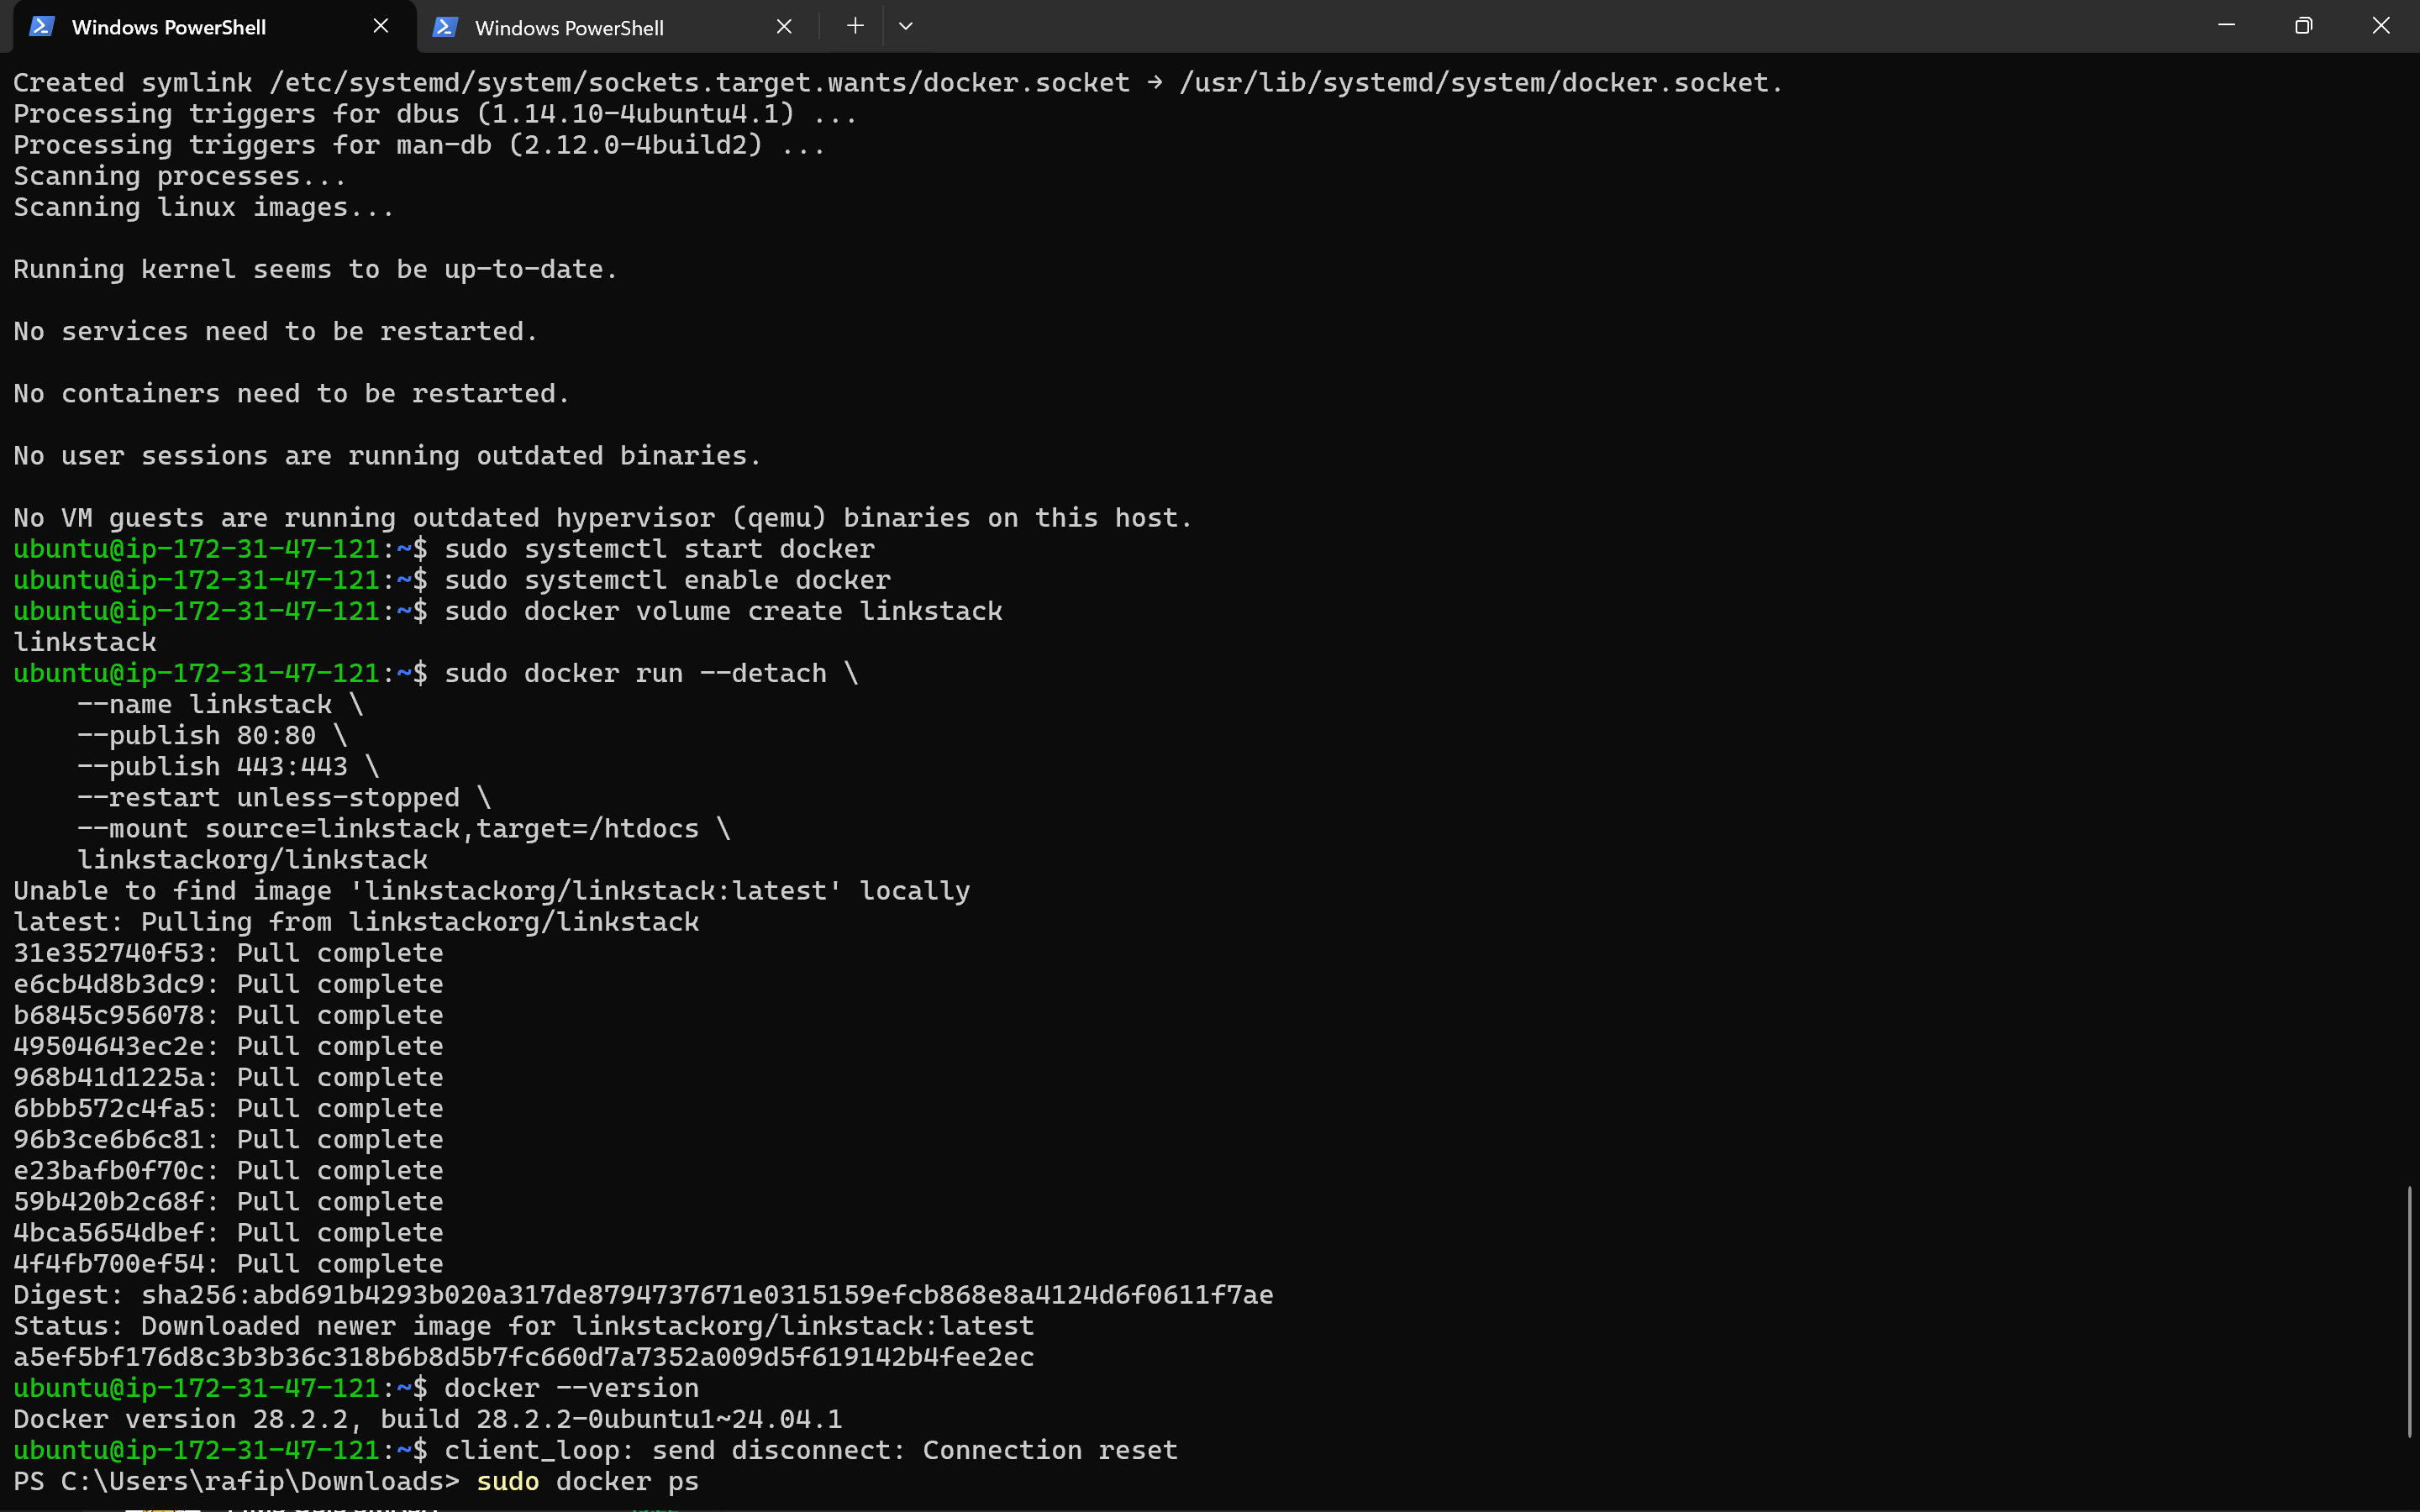 Windows PowerShell
Windows PowerShell
Created symlink /etc/systemd/system/sockets.target.wants/docker.socket → /usr/lib/systemd/system/docker.socket.
Processing triggers for dbus (1.14.10-4ubuntu4.1) ...
Processing triggers for man-db (2.12.0-4build2) ...
Scanning processes...
Scanning linux images...
Running kernel seems to be up-to-date.
No services need to be restarted.
No containers need to be restarted.
No user sessions are running outdated binaries.
No VM guests are running outdated hypervisor (qemu) binaries on this host.
ubuntu@ip-172-31-47-121:~$ sudo systemctl start docker
ubuntu@ip-172-31-47-121:~$ sudo systemctl enable docker
ubuntu@ip-172-31-47-121:~$ sudo docker volume create linkstack
linkstack
ubuntu@ip-172-31-47-121:~$ sudo docker run --detach \
    --name linkstack \
    --publish 80:80 \
    --publish 443:443 \
    --restart unless-stopped \
    --mount source=linkstack,target=/htdocs \
    linkstackorg/linkstack
Unable to find image 'linkstackorg/linkstack:latest' locally
latest: Pulling from linkstackorg/linkstack
31e352740f53: Pull complete
e6cb4d8b3dc9: Pull complete
b6845c956078: Pull complete
49504643ec2e: Pull complete
968b41d1225a: Pull complete
6bbb572c4fa5: Pull complete
96b3ce6b6c81: Pull complete
e23bafb0f70c: Pull complete
59b420b2c68f: Pull complete
4bca5654dbef: Pull complete
4f4fb700ef54: Pull complete
Digest: sha256:abd691b4293b020a317de8794737671e0315159efcb868e8a4124d6f0611f7ae
Status: Downloaded newer image for linkstackorg/linkstack:latest
a5ef5bf176d8c3b3b36c318b6b8d5b7fc660d7a7352a009d5f619142b4fee2ec
ubuntu@ip-172-31-47-121:~$ docker --version
Docker version 28.2.2, build 28.2.2-0ubuntu1~24.04.1
ubuntu@ip-172-31-47-121:~$ client_loop: send disconnect: Connection reset
PS C:\Users\rafip\Downloads> sudo docker ps